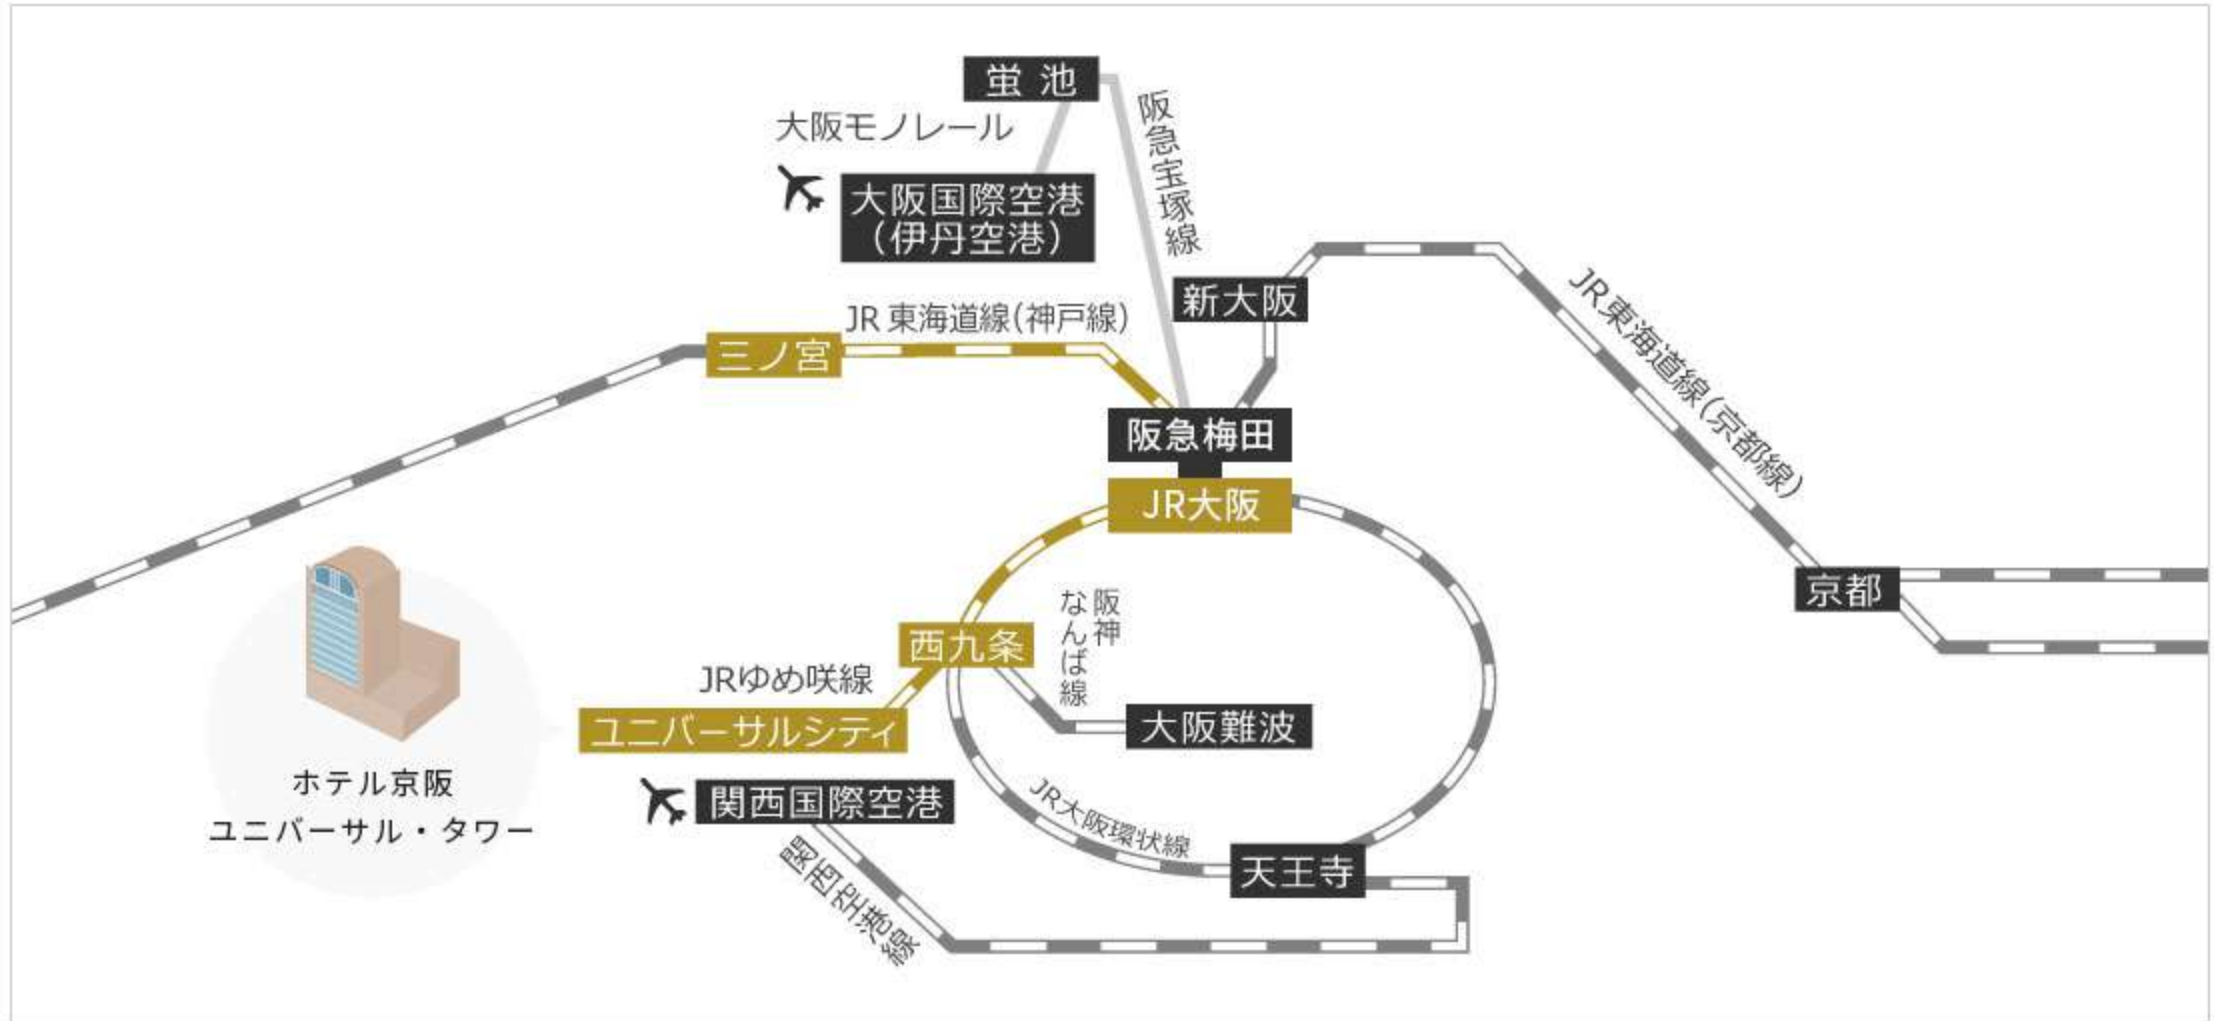 蛍池
大阪モノレール
阪急宝塚線
大阪国際空港
（伊丹空港）
新大阪
JR東海道線(神戸線)
三ノ宮
JR東海道線(京都線)
阪急梅田
JR大阪
京都
阪神
なんば線
西九条
JRゆめ咲線
ユニバーサルシティ
大阪難波
ホテル京阪
ユニバーサル・タワー
関西国際空港
JR大阪環状線
関西空港線
天王寺